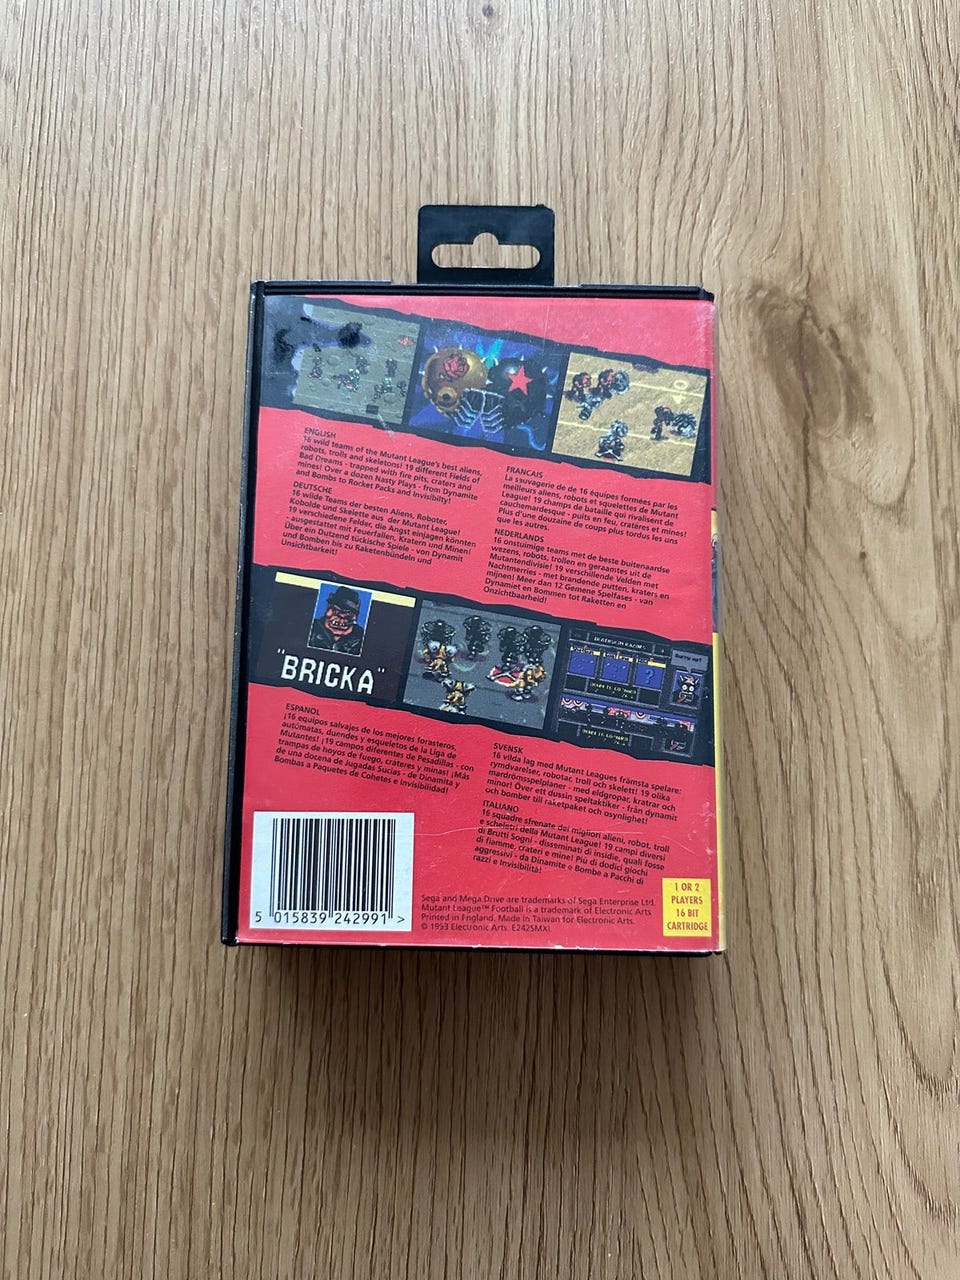 40
ENGLISH
16 wild teams of the Mutant League's best aliens,
robots, trolls and skeletons! 19 different Fields of
Bad Dreams - trapped with fire pits, craters and
mines! Over a dozen Nasty Plays - from Dynamite
and Bombs to Rocket Packs and Invisibilty!
DEUTSCHE
16 wilde Teams der besten Aliens, Roboter,
Kobolde und Skelette aus der Mutant League!
19 verschiedene Felder, die Angst einjagen könnten
- ausgestattet mit Feuerfallen, Kratern und Minen!
Über ein Dutzend tückische Spiele - von Dynamit
und Bomben bis zu Raketenbündeln und
Unsichtbarkeit!
FRANCAIS
La sauvagerie de de 16 équipes formées par les
meilleurs aliens, robots et squelettes de Mutant
League! 19 champs de bataille qui rivalisent de
cauchemardesque - puits en feu, cratères et mines!
Plus d'une douzaine de coups plus tordus les uns
que les autres.
NEDERLANDS
16 onstuimige teams met de beste buitenaardse
wezens, robots, trollen en geraamtes uit de
Mutantendivisie! 19 verschillende Velden met
Nachtmerries - met brandende putten, kraters en
mijnen! Meer dan 12 Gemene Spelfases - van
Dynamiet en Bommen tot Raketten en
Onzichtbaarheid!
"BRICKA"
Hurry up!
?
ESPANOL
¡16 equipos salvajes de los mejores forasteros,
autómatas, duendes y esqueletos de la Liga de
Mutantes! ¡19 campos diferentes de Pesadillas - con
trampas de hoyos de fuego, cráteres y minas! ¡Más
de una docena de Jugadas Sucias - de Dinamita y
Bombas a Paquetes de Cohetes e Invisibilidad!
SVENSK
16 vilda lag med Mutant Leagues främsta spelare:
rymdvarelser, robotar, troll och skelett! 19 olika
mardrömsspelplaner - med eldgropar, kratrar och
minor! Över ett dussin speltaktiker - från dynamit
och bomber till raketpaket och osynlighet!
ITALIANO
16 squadre sfrenate dei migliori alieni, robot, troll
e scheletri della Mutant League! 19 campi diversi
di Brutti Sogni - disseminati di insidie, quali fosse
di fiamme, crateri e mine! Più di dodici giochi
aggressivi - da Dinamite e Bombe a Pacchi di
razzi e Invisibilità!
5 015839 242991 >
Sega and Mega Drive are trademarks of Sega Enterprise Ltd.
Mutant League™ Football is a trademark of Electronic Arts
Printed in England. Made in Taiwan for Electronic Arts.
© 1993 Electronic Arts. E242SMXI
1 OR 2
PLAYERS
16 BIT
CARTRIDGE